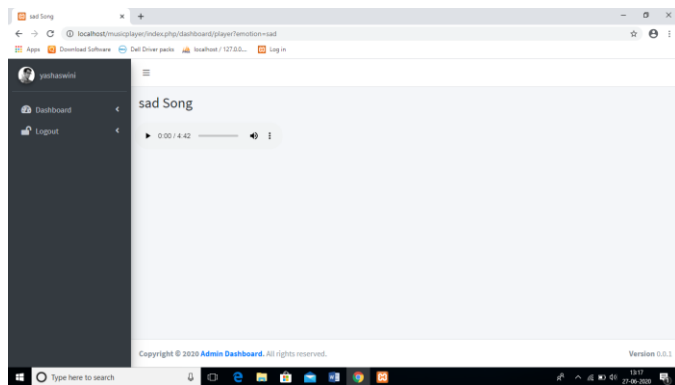 sad Song
localhost/musicplayer/index.php/dashboard/player?emotion=sad
Apps Download Software Dell Driver packs localhost / 127.0.0... Log in
yashaswini
Dashboard
Logout
sad Song
0:00 / 4:42
Copyright © 2020 Admin Dashboard. All rights reserved.
Version 0.0.1
Type here to search
13:17
27-06-2020